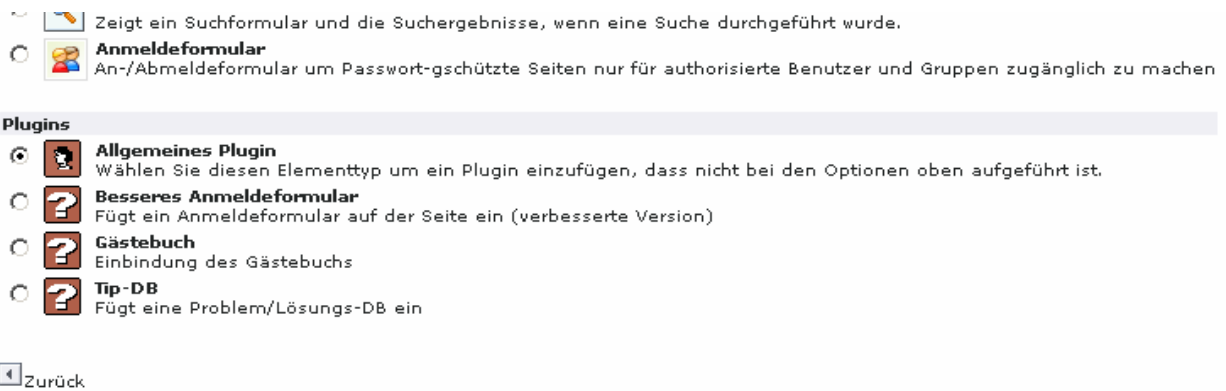 Zeigt ein Suchformular und die Suchergebnisse, wenn eine Suche durchgeführt wurde.
Anmeldeformular
An-/Abmeldeformular um Passwort-gschützte Seiten nur für authorisierte Benutzer und Gruppen zugänglich zu machen
Plugins
Allgemeines Plugin
Wählen Sie diesen Elementtyp um ein Plugin einzufügen, dass nicht bei den Optionen oben aufgeführt ist.
Besseres Anmeldeformular
Fügt ein Anmeldeformular auf der Seite ein (verbesserte Version)
Gästebuch
Einbindung des Gästebuchs
Tip-DB
Fügt eine Problem/Lösungs-DB ein
Zurück